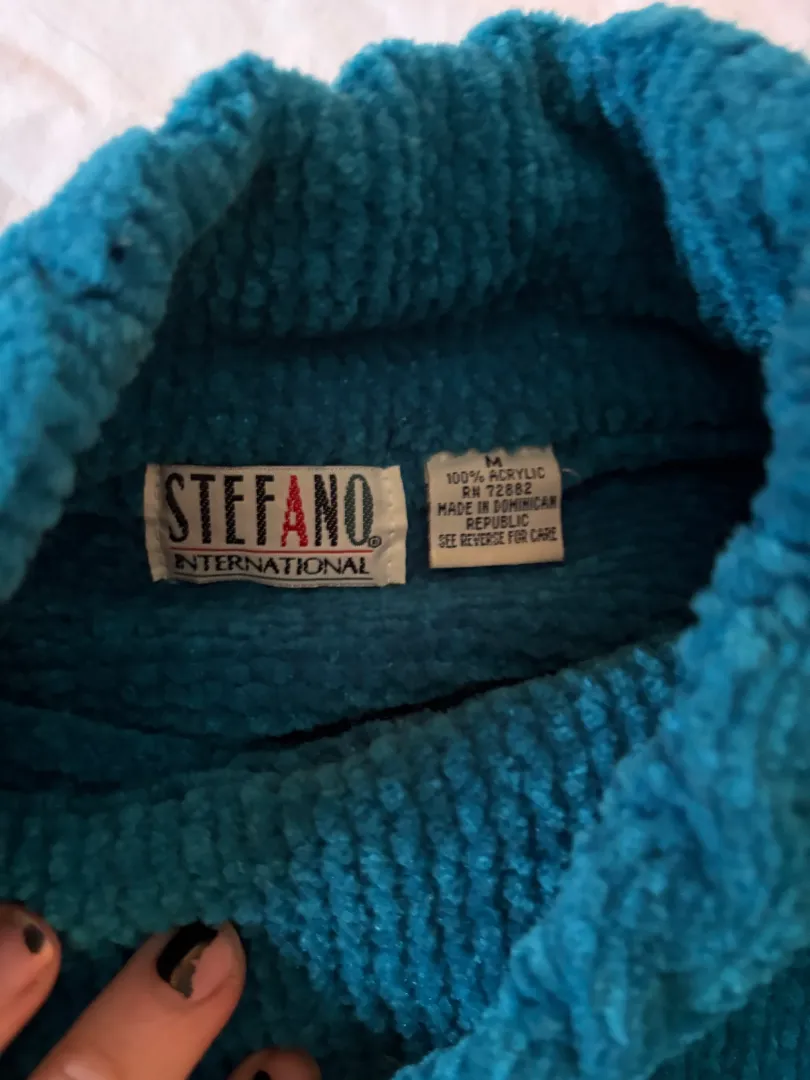 STEFANO®
INTERNATIONAL
M
100% ACRYLIC
RN 72882
MADE IN DOMINICAN
REPUBLIC
SEE REVERSE FOR CARE